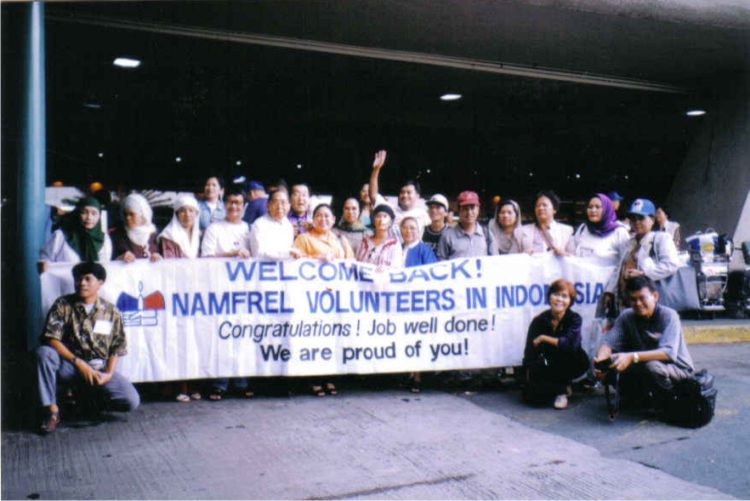 WELCOME BACK!
NAMFREL VOLUNTEERS IN INDONESIA
Congratulations! Job well done!
We are proud of you!